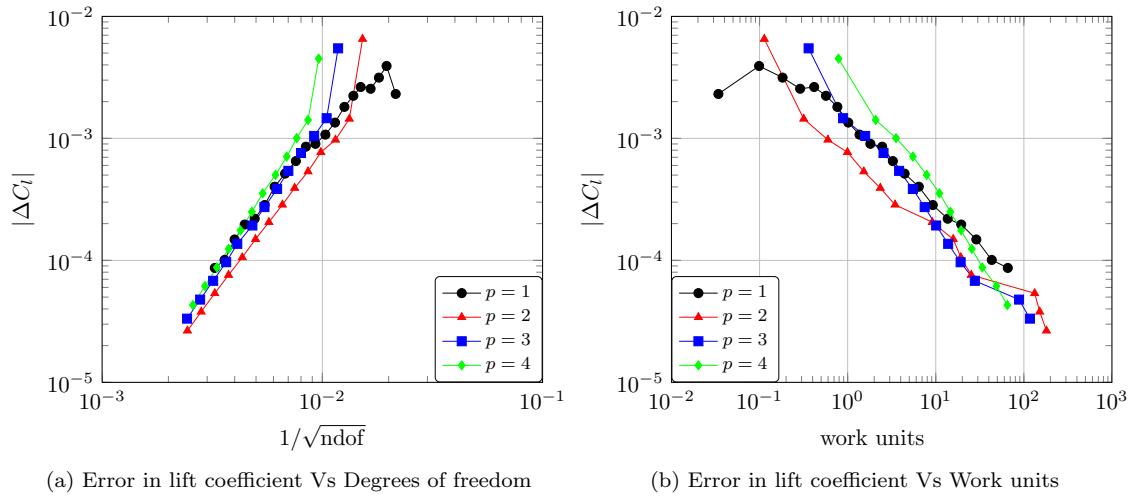 10^{-2}
10^{-3}
10^{-4}
10^{-5}
|ΔC_l|
10^{-3}
10^{-2}
10^{-1}
1/√ndof
p = 1
p = 2
p = 3
p = 4
(a) Error in lift coefficient Vs Degrees of freedom
10^{-2}
10^{-3}
10^{-4}
10^{-5}
|ΔC_l|
10^{-2}
10^{-1}
10^{0}
10^{1}
10^{2}
10^{3}
work units
p = 1
p = 2
p = 3
p = 4
(b) Error in lift coefficient Vs Work units